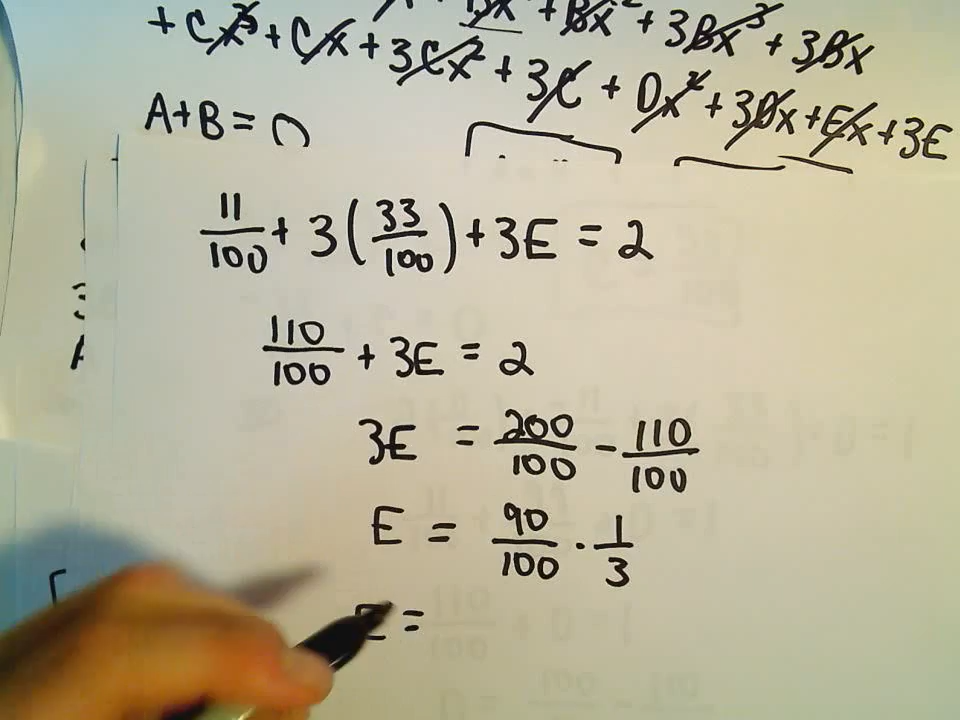 + Bx² + 3Bx³ + 3Bx
+ Cx³ + Cx + 3Cx² + 3C + Dx² + 3Dx + Ex + 3E
A+B = 0
11/100 + 3(33/100) + 3E = 2
110/100 + 3E = 2
3E = 200/100 - 110/100
E = 90/100 · 1/3
E =